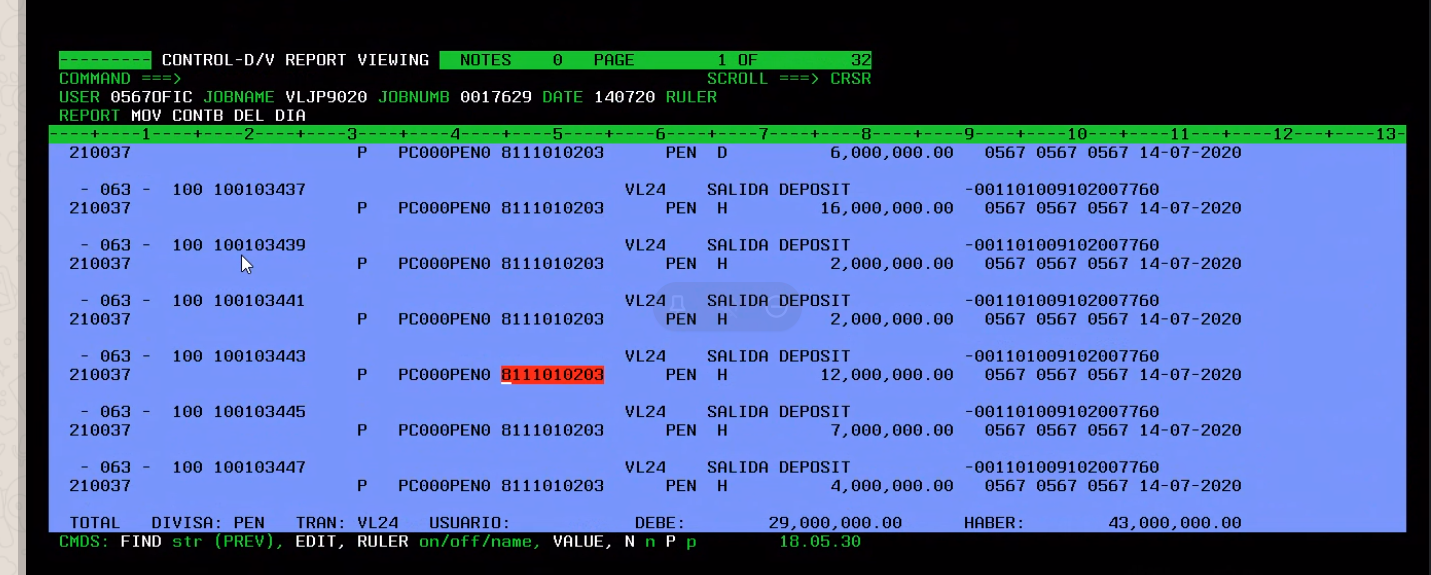 --------- CONTROL-D/V REPORT VIEWING NOTES 0 PAGE 1 OF 32
COMMAND ===> SCROLL ===> CRSR
USER 0567OFIC JOBNAME VLJP9020 JOBNUMB 0017629 DATE 140720 RULER
REPORT MOV CONTB DEL DIA
----+----1----+----2----+----3----+----4----+----5----+----6----+----7----+----8----+----9----+----10---+----11---+----12---+----13-
210037 P PC000PEN0 8111010203 PEN D 6,000,000.00 0567 0567 0567 14-07-2020
- 063 - 100 100103437 VL24 SALIDA DEPOSIT -001101009102007760
210037 P PC000PEN0 8111010203 PEN H 16,000,000.00 0567 0567 0567 14-07-2020
- 063 - 100 100103439 VL24 SALIDA DEPOSIT -001101009102007760
210037 P PC000PEN0 8111010203 PEN H 2,000,000.00 0567 0567 0567 14-07-2020
- 063 - 100 100103441 VL24 SALIDA DEPOSIT -001101009102007760
210037 P PC000PEN0 8111010203 PEN H 2,000,000.00 0567 0567 0567 14-07-2020
- 063 - 100 100103443 VL24 SALIDA DEPOSIT -001101009102007760
210037 P PC000PEN0 8111010203 PEN H 12,000,000.00 0567 0567 0567 14-07-2020
- 063 - 100 100103445 VL24 SALIDA DEPOSIT -001101009102007760
210037 P PC000PEN0 8111010203 PEN H 7,000,000.00 0567 0567 0567 14-07-2020
- 063 - 100 100103447 VL24 SALIDA DEPOSIT -001101009102007760
210037 P PC000PEN0 8111010203 PEN H 4,000,000.00 0567 0567 0567 14-07-2020
TOTAL DIVISA: PEN TRAN: VL24 USUARIO: DEBE: 29,000,000.00 HABER: 43,000,000.00
CMDS: FIND str (PREV), EDIT, RULER on/off/name, VALUE, N n P p 18.05.30